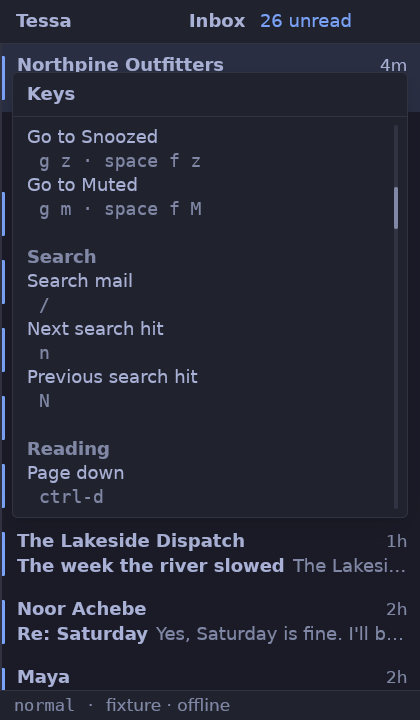 Tessa Inbox 26 unread
Northpine Outfitters 4m
Keys
Go to Snoozed
g z · space f z
Go to Muted
g m · space f M
Search
Search mail
/
Next search hit
n
Previous search hit
N
Reading
Page down
ctrl-d
The Lakeside Dispatch 1h
The week the river slowed The Lakesi…
Noor Achebe 2h
Re: Saturday Yes, Saturday is fine. I'll b…
Maya 2h
normal · fixture · offline